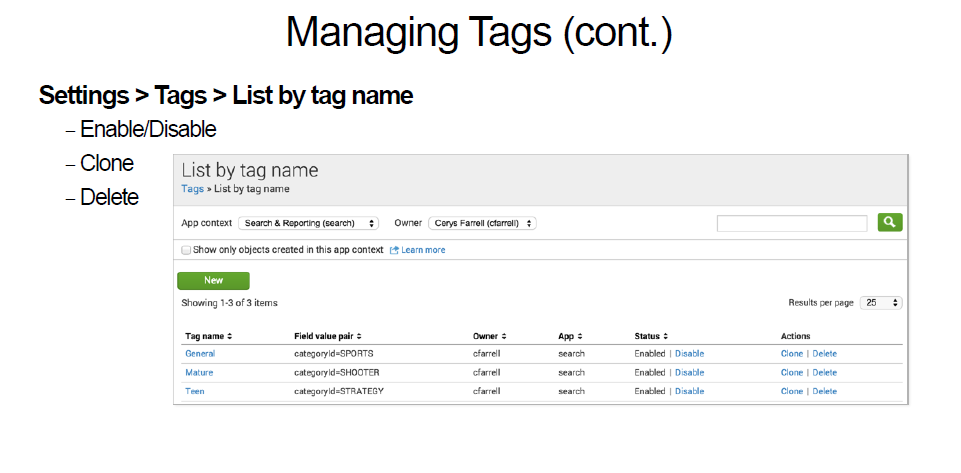 Managing Tags (cont.)
Settings > Tags > List by tag name
– Enable/Disable
– Clone
– Delete
List by tag name
Tags » List by tag name
App context Search & Reporting (search) Owner Cerys Farrell (cfarrell)
Show only objects created in this app context Learn more
New
Showing 1-3 of 3 items Results per page 25
Tag name Field value pair Owner App Status Actions
General categoryId=SPORTS cfarrell search Enabled | Disable Clone | Delete
Mature categoryId=SHOOTER cfarrell search Enabled | Disable Clone | Delete
Teen categoryId=STRATEGY cfarrell search Enabled | Disable Clone | Delete